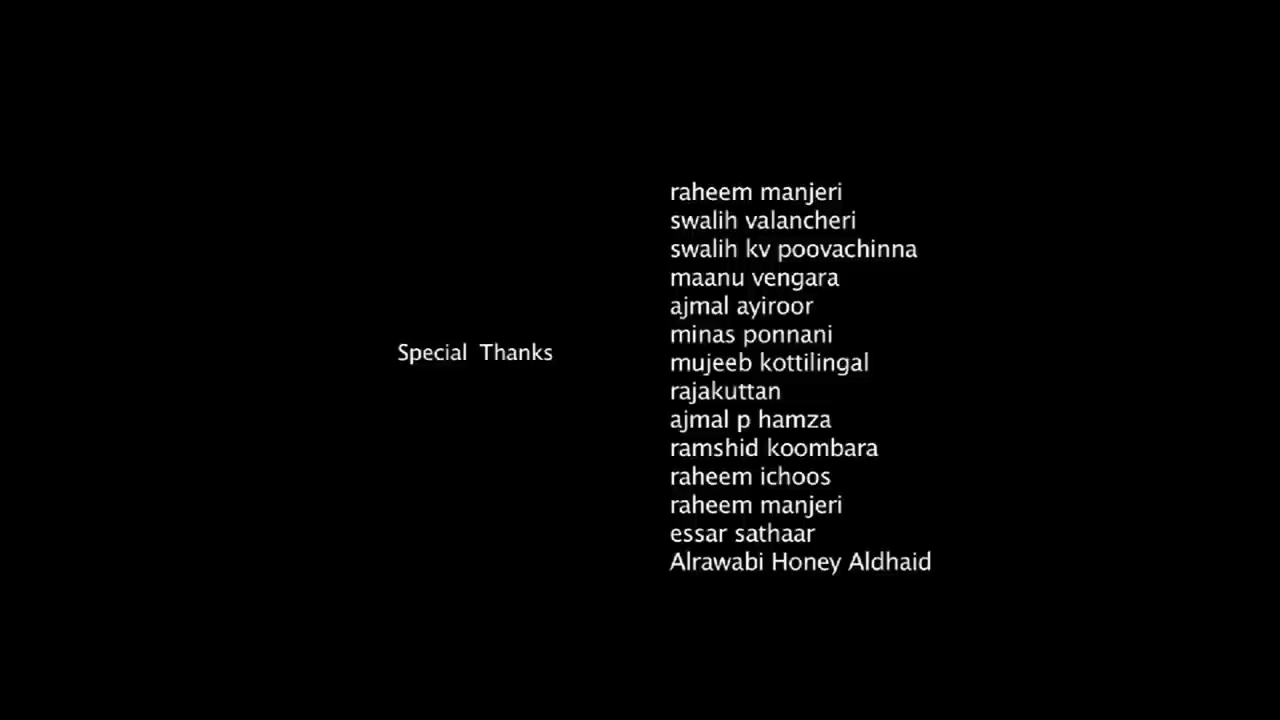 raheem manjeri
swalih valancheri
swalih kv poovachinna
maanu vengara
ajmal ayiroor
minas ponnani
Special Thanks
mujeeb kottilingal
rajakuttan
ajmal p hamza
ramshid koombara
raheem ichoos
raheem manjeri
essar sathaar
Alrawabi Honey Aldhaid